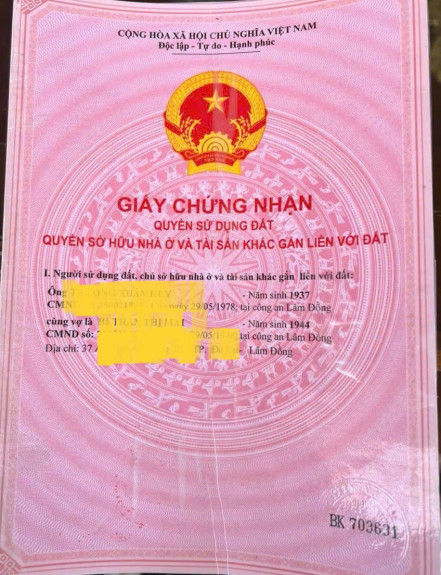 CỘNG HÒA XÃ HỘI CHỦ NGHĨA VIỆT NAM
Độc lập - Tự do - Hạnh phúc
GIẤY CHỨNG NHẬN
QUYỀN SỬ DỤNG ĐẤT
QUYỀN SỞ HỮU NHÀ Ở VÀ TÀI SẢN KHÁC GẮN LIỀN VỚI ĐẤT
I. Người sử dụng đất, chủ sở hữu nhà ở và tài sản khác gắn liền với đất:
Ông - Năm sinh 1937
CMN 29/05/1978; tại công an Lâm Đồng
cùng vợ là - Năm sinh 1944
CMND số: tại công an Lâm Đồng
Địa chỉ: 37 TP: Lâm Đồng
BK 703631